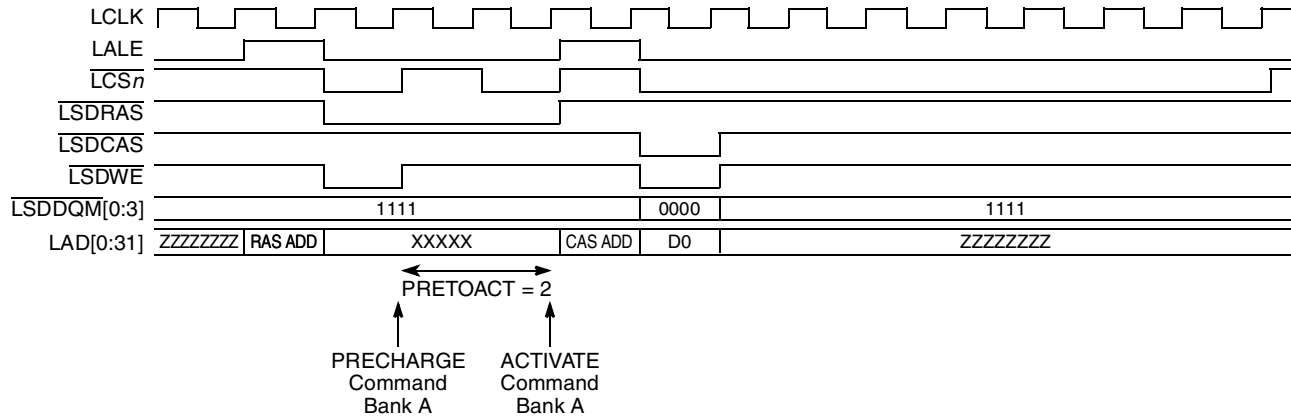 LCLK
LALE
LCSn
LSDRAS
LSDCAS
LSDWE
LSDDQM[0:3] 1111 0000 1111
LAD[0:31] ZZZZZZZZ RAS ADD XXXXX CAS ADD D0 ZZZZZZZZ
PRETOACT = 2
PRECHARGE
Command
Bank A
ACTIVATE
Command
Bank A